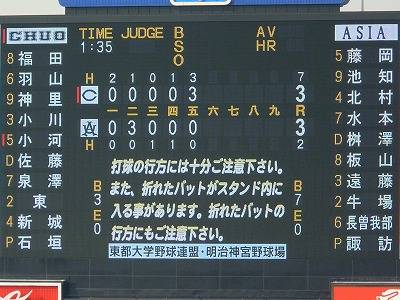 CHUO
TIME JUDGE B AV
1:35 S HR
O
ASIA
8 福田
6 羽山
9 神里
3 小川
5 小河
D 佐藤
7 泉澤
2 東
4 新城
P 石垣
H 2 1 0 1 3 7
C 0 0 0 0 3 3
一 二 三 四 五 六 七 八 九 R
AU 0 3 0 0 0 3
H 0 1 0 1 0 2
打球の行方には十分ご注意下さい。
また、折れたバットがスタンド内に
入る事があります。折れたバットの
行方にもご注意下さい。
東都大学野球連盟・明治神宮野球場
B 3 E 0
B 7 E 0
5 藤岡
9 池知
4 北村
7 水本
D 桝澤
8 板山
3 遠藤
2 牛場
6 長曽我部
P 諏訪